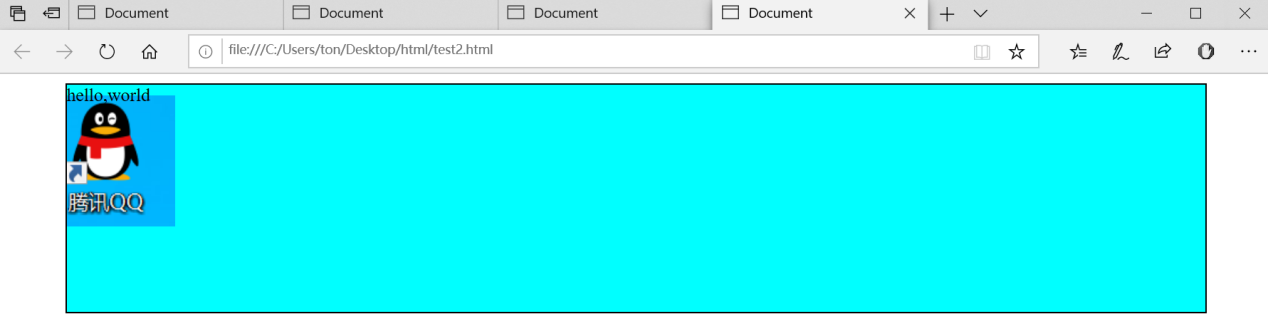 Document
Document
Document
Document
file:///C:/Users/ton/Desktop/html/test2.html
hello,world
腾讯QQ